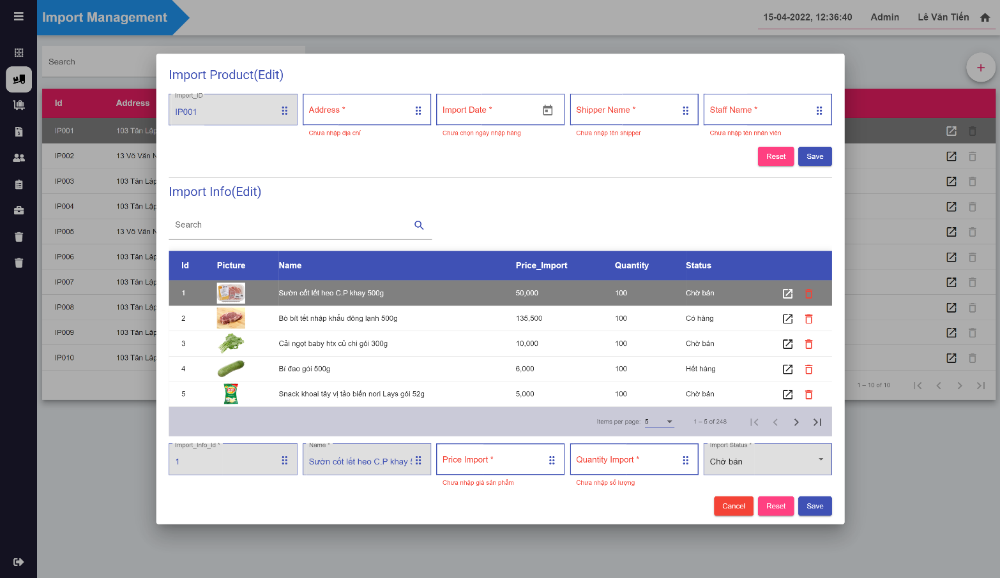 Import Management
15-04-2022, 12:36:40 Admin Lê Văn Tiến
Search
Id Address
IP001 103 Tân Lập
IP002 13 Võ Văn N
IP003 103 Tân Lập
IP004 103 Tân Lập
IP005 13 Võ Văn N
IP006 103 Tân Lập
IP007 103 Tân Lập
IP008 103 Tân Lập
IP009 103 Tân Lập
IP010 103 Tân Lập
1 – 10 of 10
Import Product(Edit)
Import_ID
IP001
Address *
Import Date *
Shipper Name *
Staff Name *
Chưa nhập địa chỉ
Chưa chọn ngày nhập hàng
Chưa nhập tên shipper
Chưa nhập tên nhân viên
Reset Save
Import Info(Edit)
Search
Id Picture Name Price_Import Quantity Status
1 Sườn cốt lết heo C.P khay 500g 50,000 100 Chờ bán
2 Bò bít tết nhập khẩu đông lạnh 500g 135,500 100 Có hàng
3 Cải ngọt baby htx củ chi gói 300g 10,000 100 Chờ bán
4 Bí đao gói 500g 6,000 100 Hết hàng
5 Snack khoai tây vị tảo biển nori Lays gói 52g 5,000 100 Chờ bán
Items per page: 5 1 – 5 of 248
Import_Info_Id *
1
Name *
Sườn cốt lết heo C.P khay
Price Import *
Quantity Import *
Import Status *
Chờ bán
Chưa nhập giá sản phẩm
Chưa nhập số lượng
Cancel Reset Save